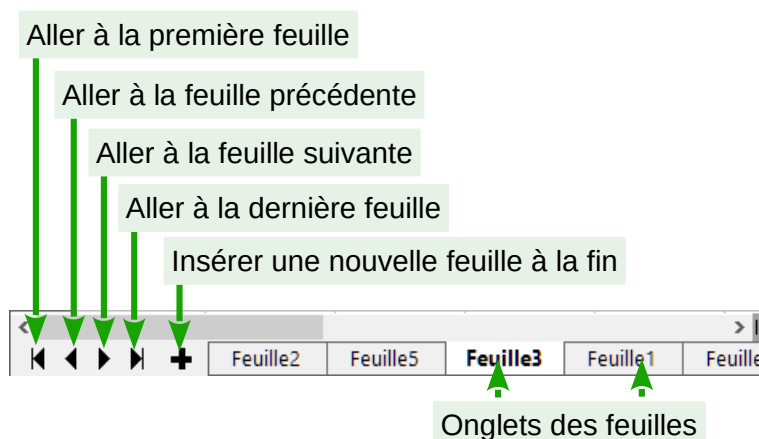 Aller à la première feuille
Aller à la feuille précédente
Aller à la feuille suivante
Aller à la dernière feuille
Insérer une nouvelle feuille à la fin
Feuille2 Feuille5 Feuille3 Feuille1 Feuille
Onglets des feuilles